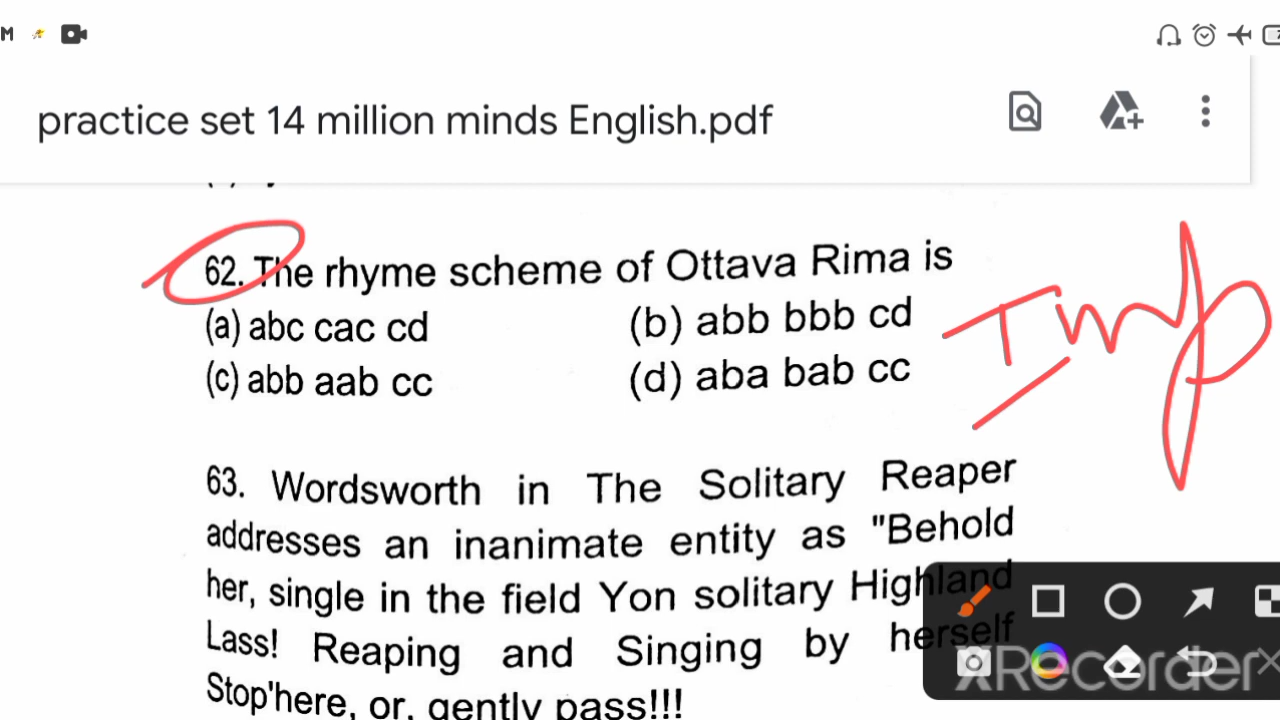 M
practice set 14 million minds English.pdf
62. The rhyme scheme of Ottava Rima is
(a) abc cac cd (b) abb bbb cd
(c) abb aab cc (d) aba bab cc
Imp
63. Wordsworth in The Solitary Reaper
addresses an inanimate entity as "Behold
her, single in the field Yon solitary Highland
Lass! Reaping and Singing by herself
Stop'here, or, gently pass!!!
XRecorder